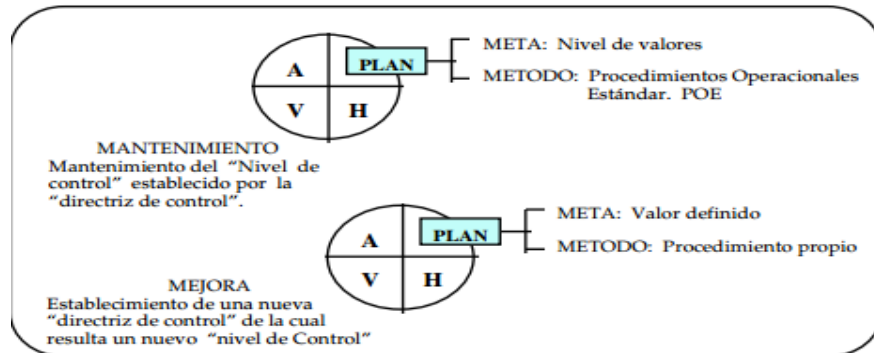 A
PLAN
META: Nivel de valores
METODO: Procedimientos Operacionales
Estándar. POE
V
H
MANTENIMIENTO
Mantenimiento del “Nivel de
control” establecido por la
“directriz de control”.
A
PLAN
META: Valor definido
METODO: Procedimiento propio
V
H
MEJORA
Establecimiento de una nueva
“directriz de control” de la cual
resulta un nuevo “nivel de Control”